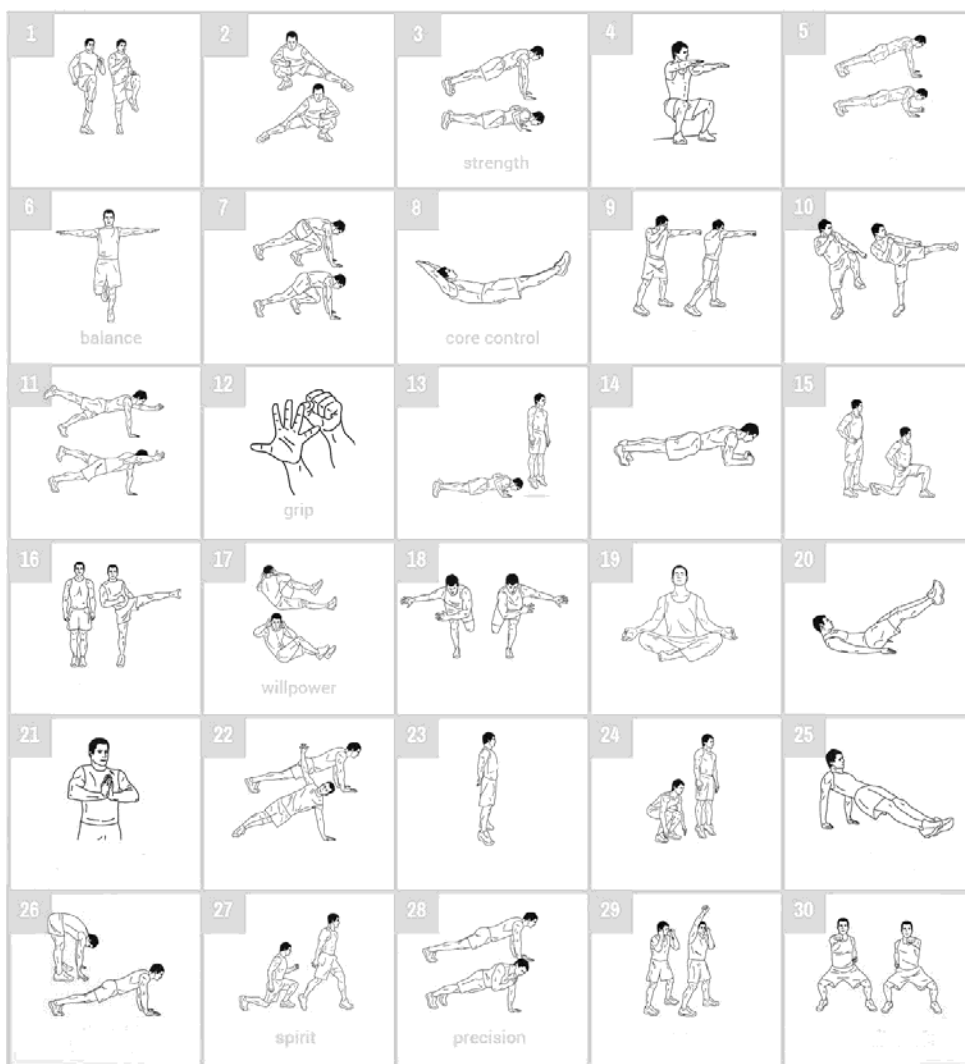 1 2 3 4 5
strength
6 7 8 9 10
balance core control
11 12 13 14 15
grip
16 17 18 19 20
willpower
21 22 23 24 25
26 27 28 29 30
spirit precision